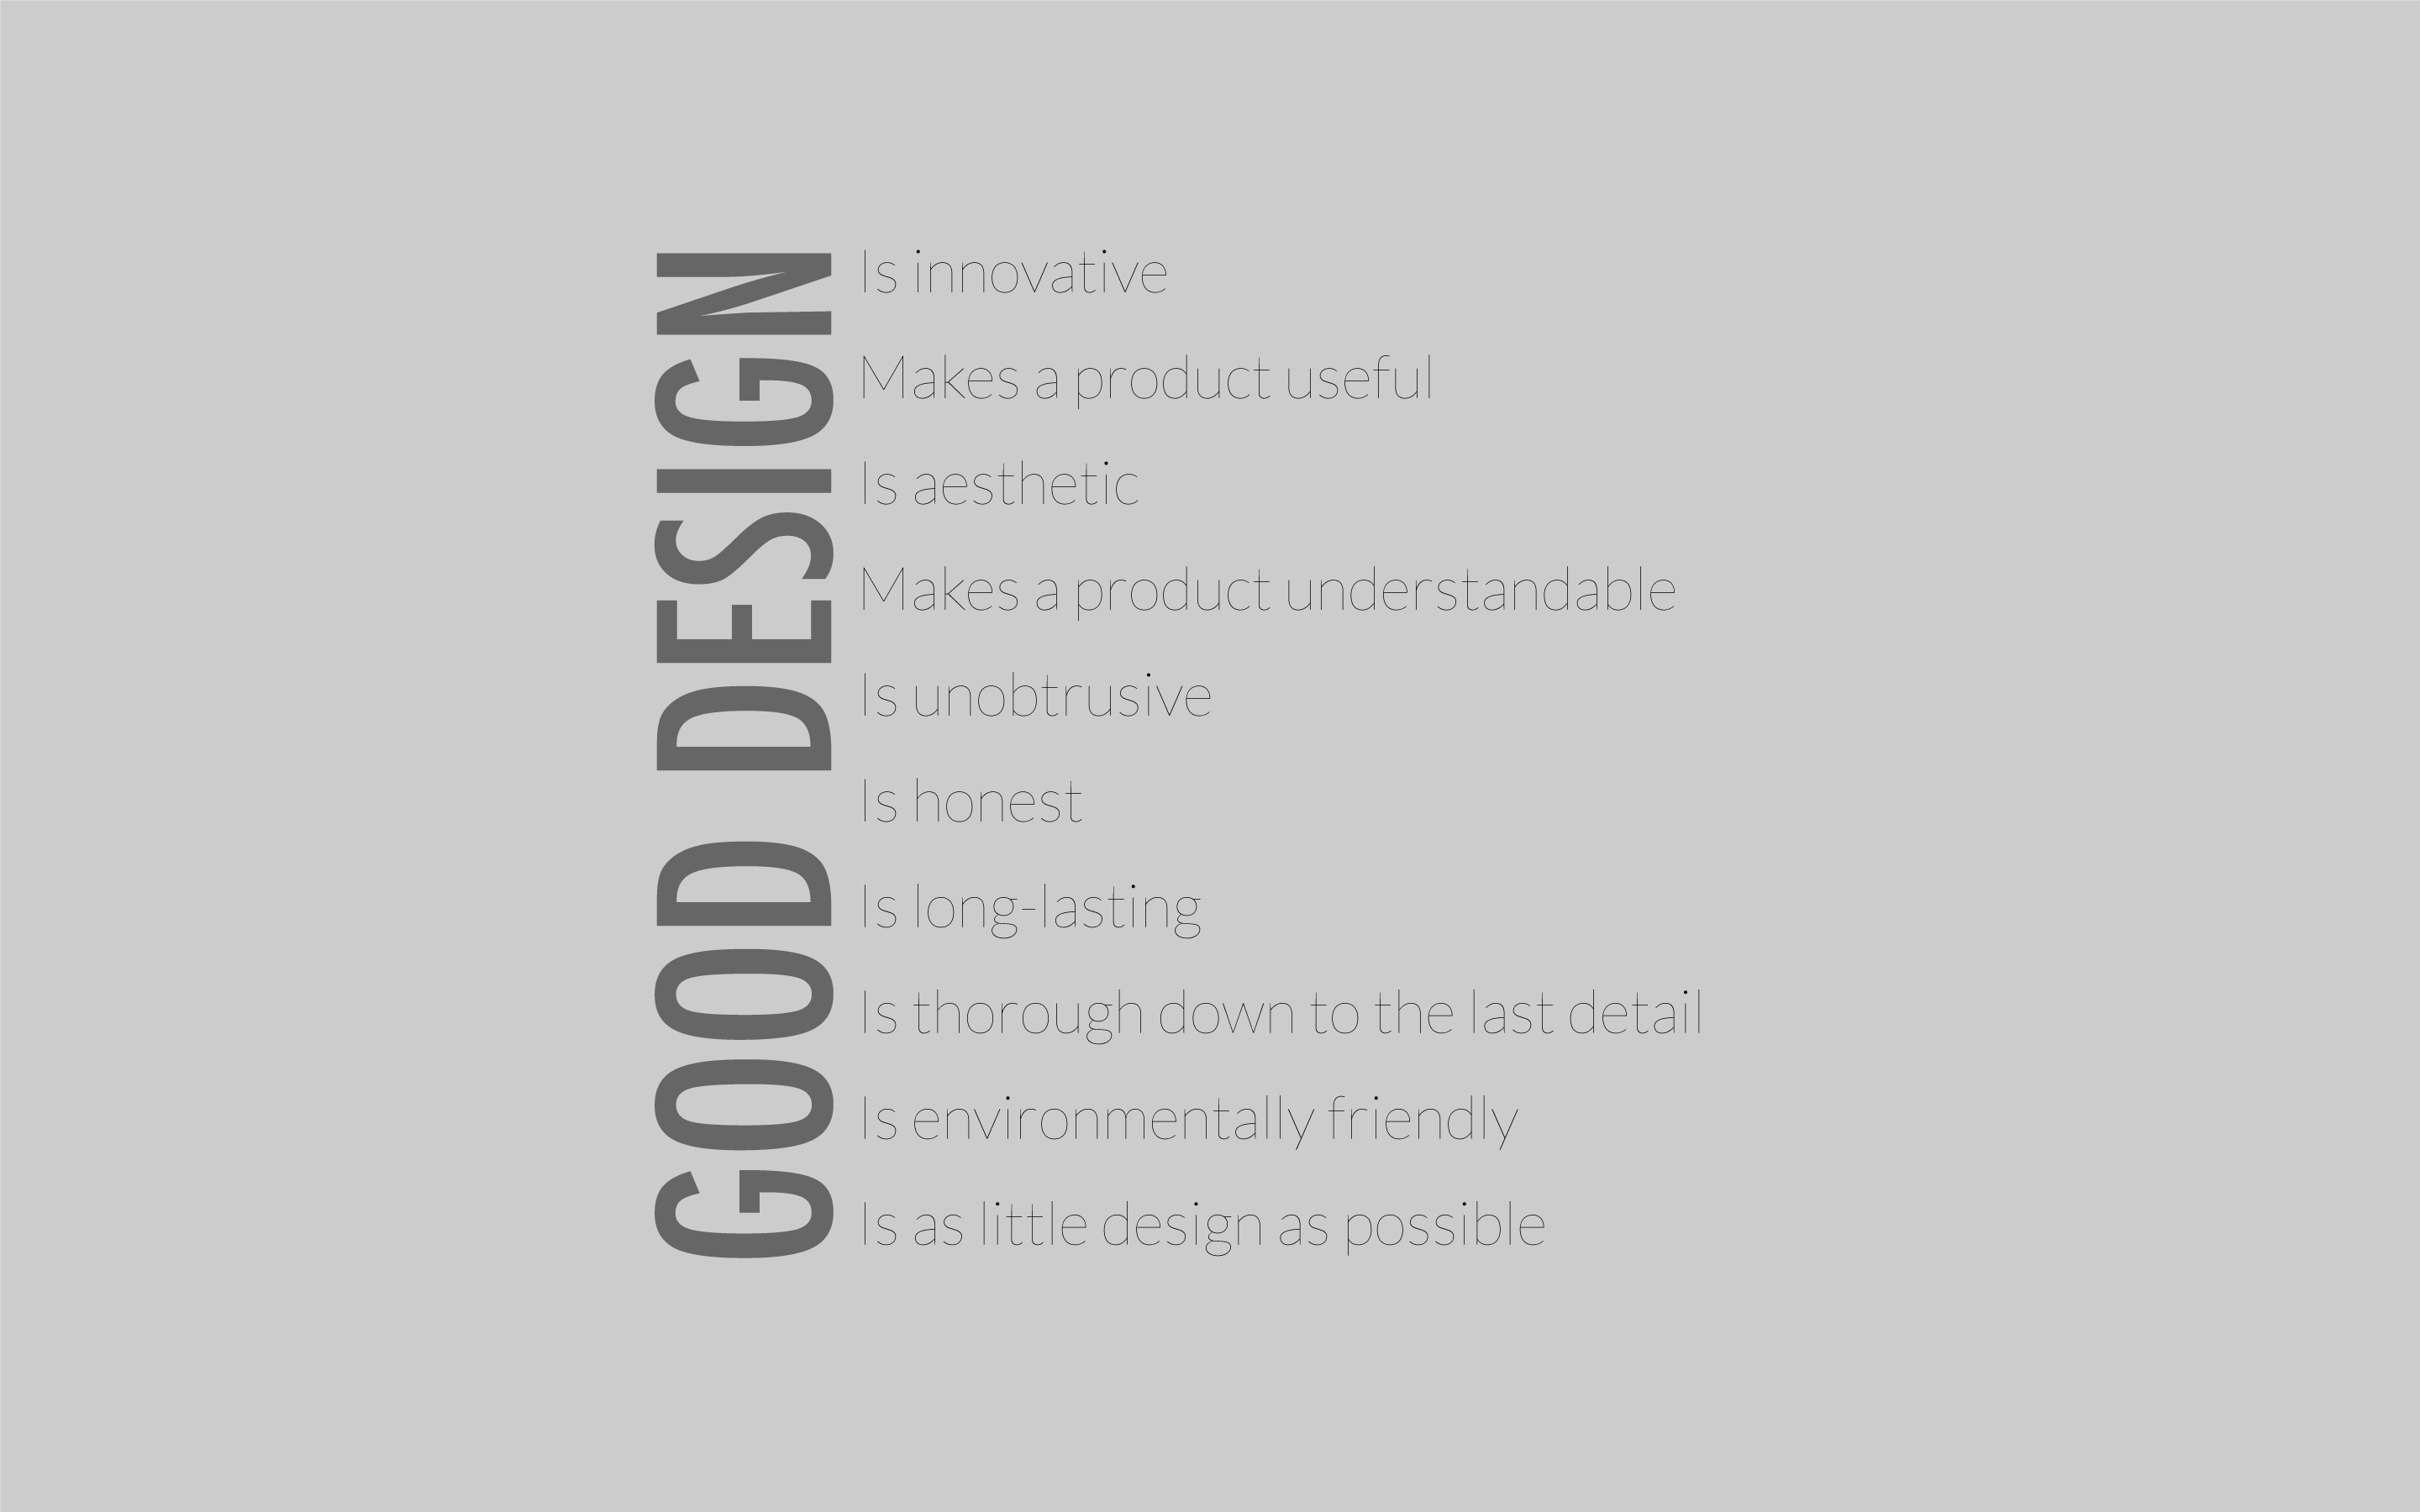 GOOD DESIGN
Is innovative
Makes a product useful
Is aesthetic
Makes a product understandable
Is unobtrusive
Is honest
Is long-lasting
Is thorough down to the last detail
Is environmentally friendly
Is as little design as possible